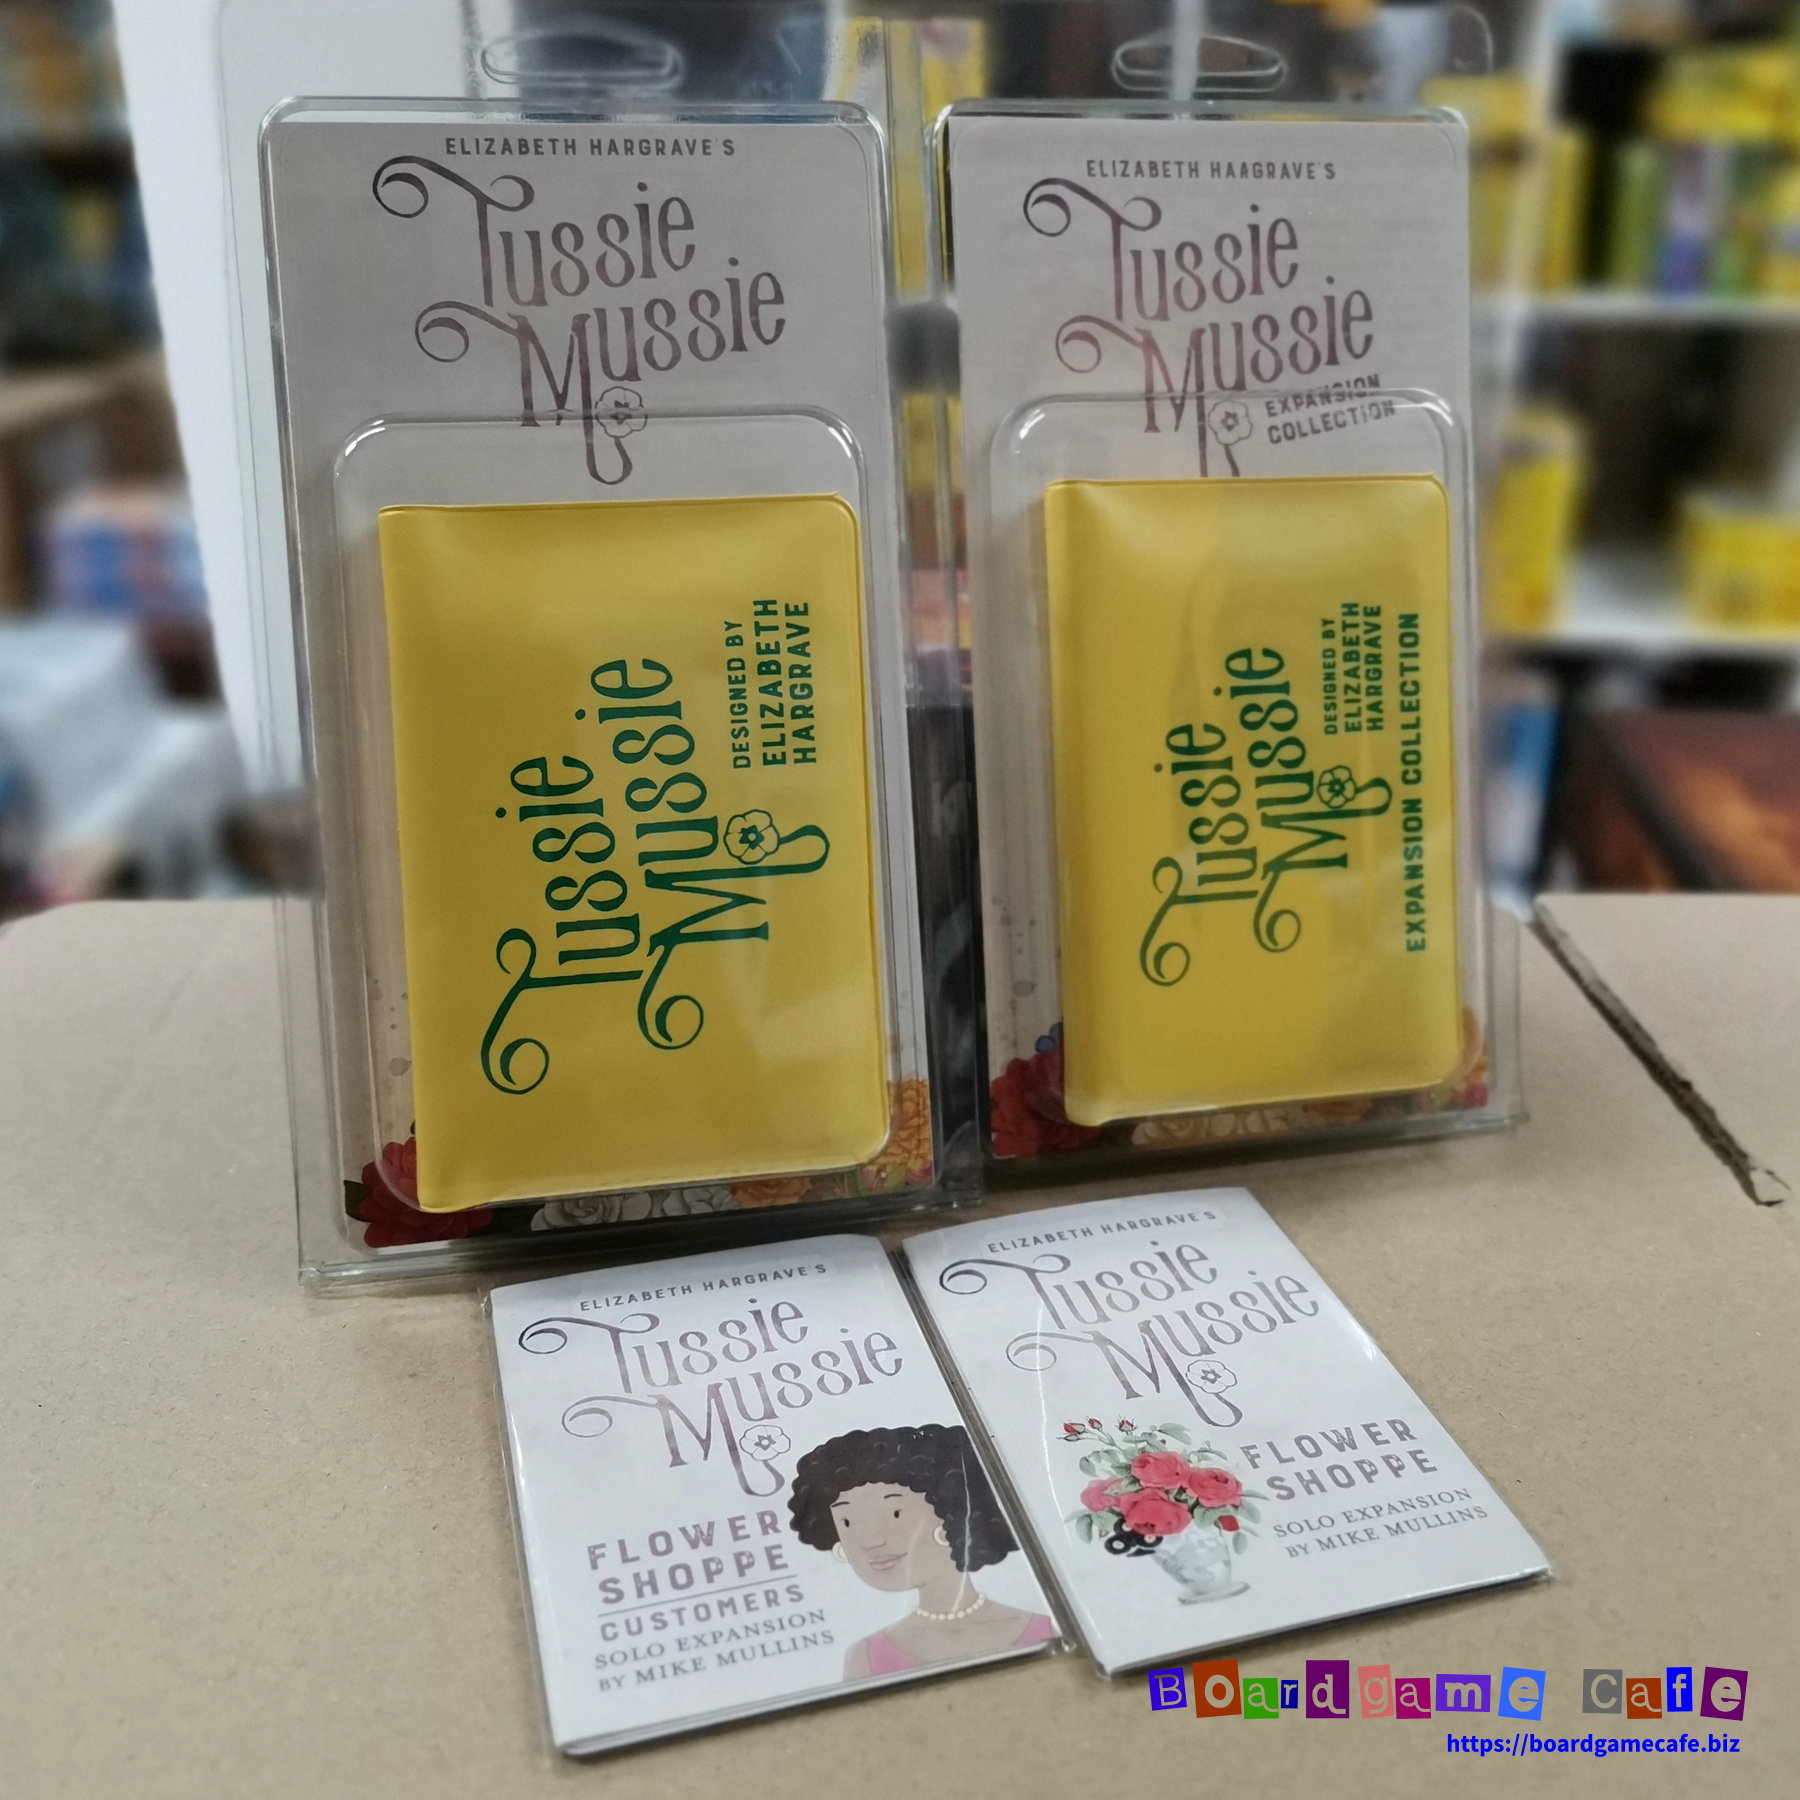 ELIZABETH HARGRAVE'S
Tussie
Mussie
DESIGNED BY
ELIZABETH
HARGRAVE
Tussie
Mussie
ELIZABETH HAARGRAVE'S
Tussie
Mussie
EXPANSION
COLLECTION
Tussie
Mussie
DESIGNED BY
ELIZABETH
HARGRAVE
EXPANSION COLLECTION
ELIZABETH HARGRAVE'S
Tussie
Mussie
FLOWER
SHOPPE
CUSTOMERS
SOLO EXPANSION
BY MIKE MULLINS
ELIZABETH HARGRAVE'S
Tussie
Mussie
FLOWER
SHOPPE
SOLO EXPANSION
BY MIKE MULLINS
Boardgame Cafe
https://boardgamecafe.biz